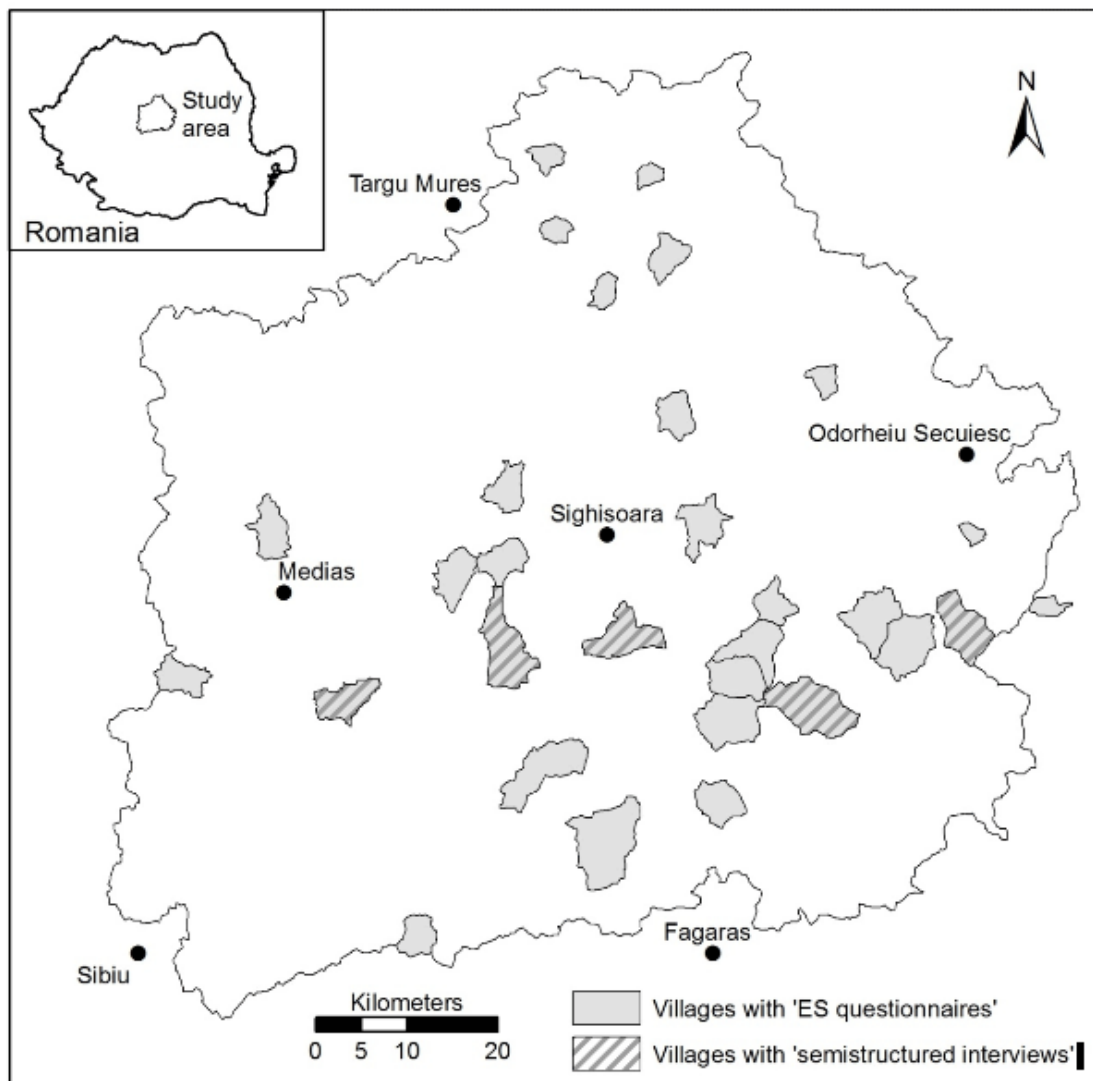 Study
area
Romania
N
Targu Mures
Odorheiu Secuiesc
Sighisoara
Medias
Fagaras
Sibiu
Kilometers
0 5 10 20
Villages with 'ES questionnaires'
Villages with 'semistructured interviews'